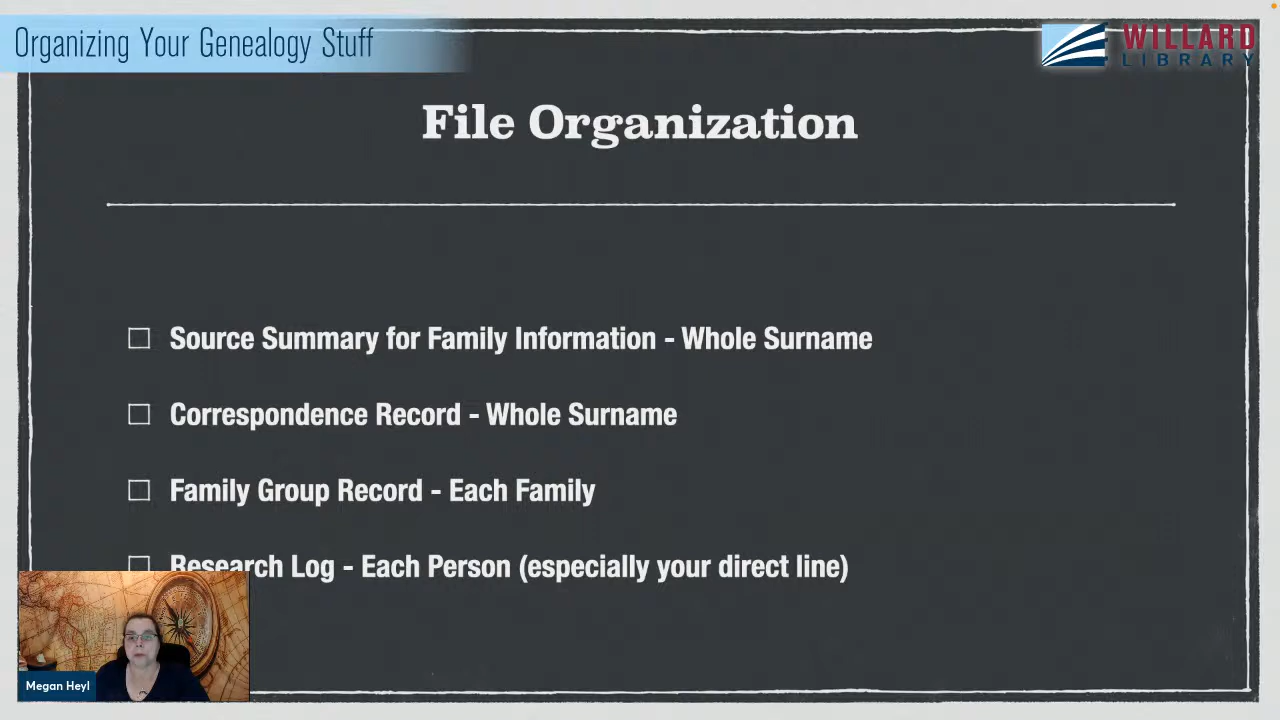 Organizing Your Genealogy Stuff
WILLARD
LIBRARY
File Organization
Source Summary for Family Information - Whole Surname
Correspondence Record - Whole Surname
Family Group Record - Each Family
Research Log - Each Person (especially your direct line)
Megan Heyl